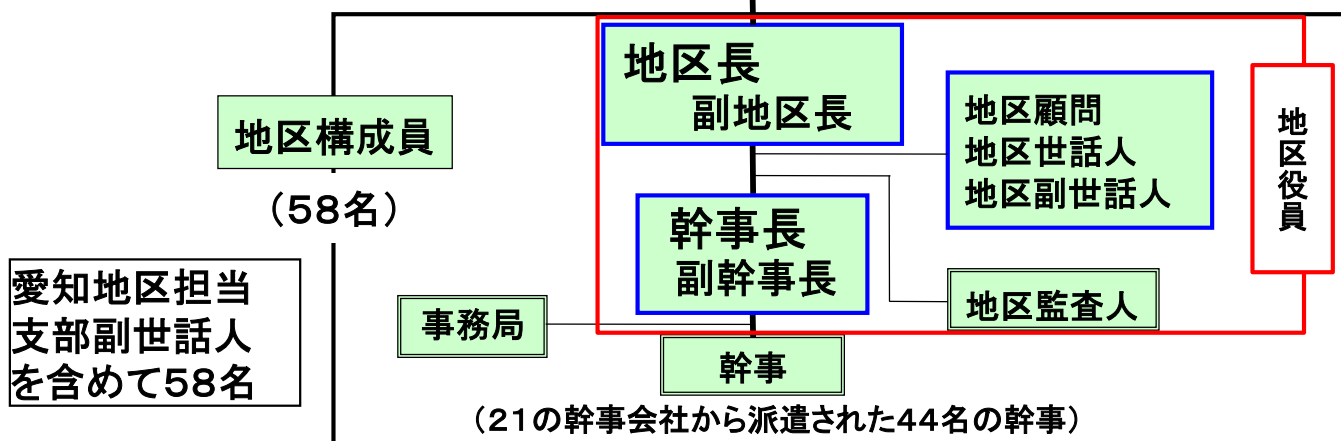 地区長
副地区長
地区顧問
地区世話人
地区副世話人
地区役員
地区構成員
（５８名）
幹事長
副幹事長
愛知地区担当
支部副世話人
を含めて５８名
事務局
地区監査人
幹事
（２１の幹事会社から派遣された４４名の幹事）